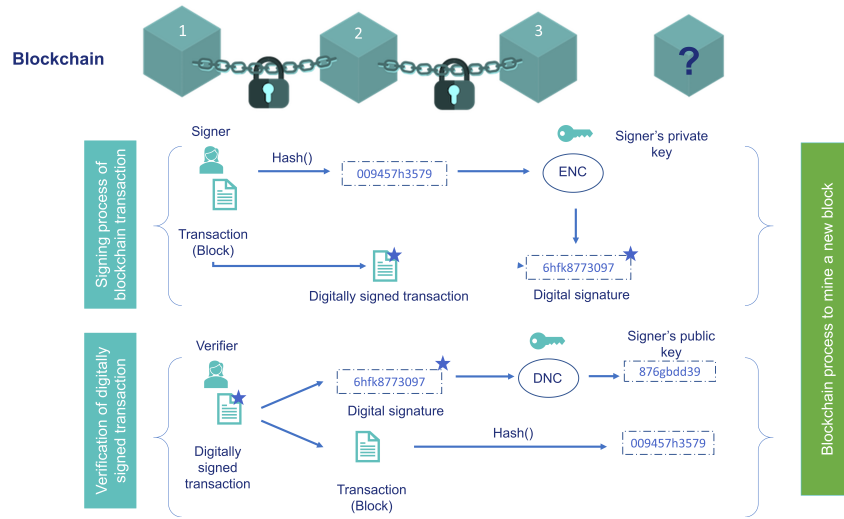 1
2
3
?
Blockchain
Signing process of
blockchain transaction
Signer
Hash()
009457h3579
ENC
Signer's private
key
Transaction
(Block)
Digitally signed transaction
6hfk8773097
Digital signature
Blockchain process to mine a new block
Verification of digitally
signed transaction
Verifier
Digitally
signed
transaction
6hfk8773097
Digital signature
DNC
Signer's public
key
876gbdd39
Transaction
(Block)
Hash()
009457h3579